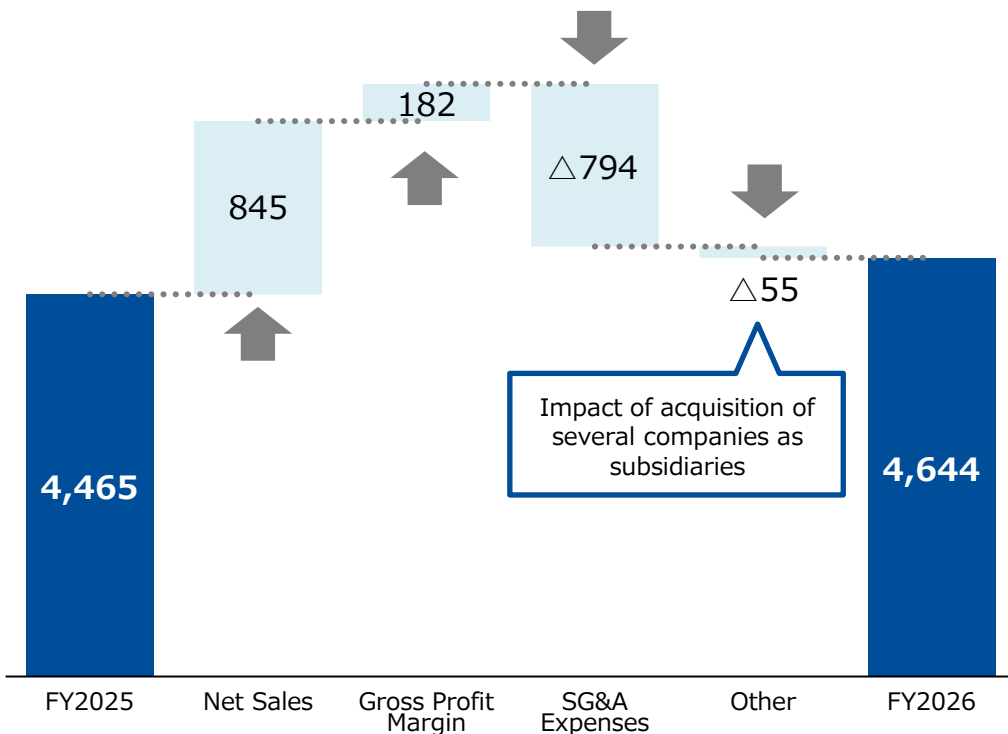 182
△794
845
△55
Impact of acquisition of
several companies as
subsidiaries
4,465
4,644
FY2025
Net Sales
Gross Profit
Margin
SG&A
Expenses
Other
FY2026